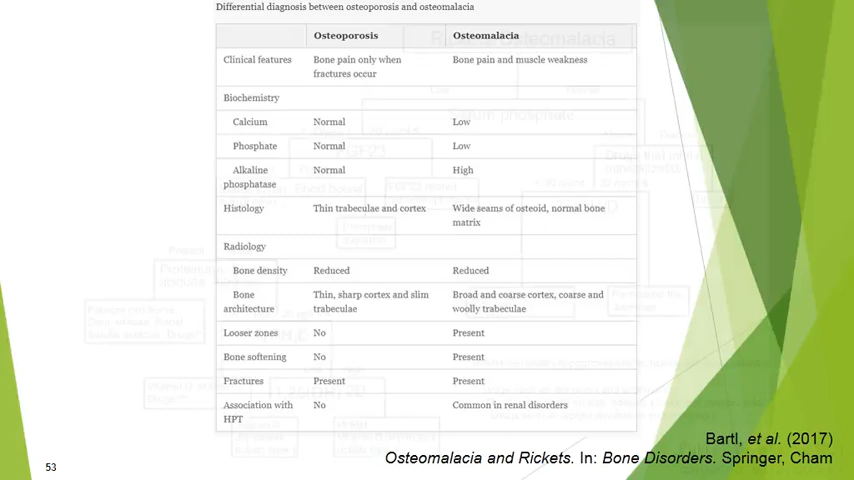 Differential diagnosis between osteoporosis and osteomalacia
Osteoporosis Osteomalacia
Clinical features Bone pain only when fractures occur Bone pain and muscle weakness
Biochemistry
Calcium Normal Low
Phosphate Normal Low
Alkaline phosphatase Normal High
Histology Thin trabeculae and cortex Wide seams of osteoid, normal bone matrix
Radiology
Bone density Reduced Reduced
Bone architecture Thin, sharp cortex and slim trabeculae Broad and coarse cortex, coarse and woolly trabeculae
Looser zones No Present
Bone softening No Present
Fractures Present Present
Association with HPT No Common in renal disorders
Bartl, et al. (2017)
Osteomalacia and Rickets. In: Bone Disorders. Springer, Cham
53